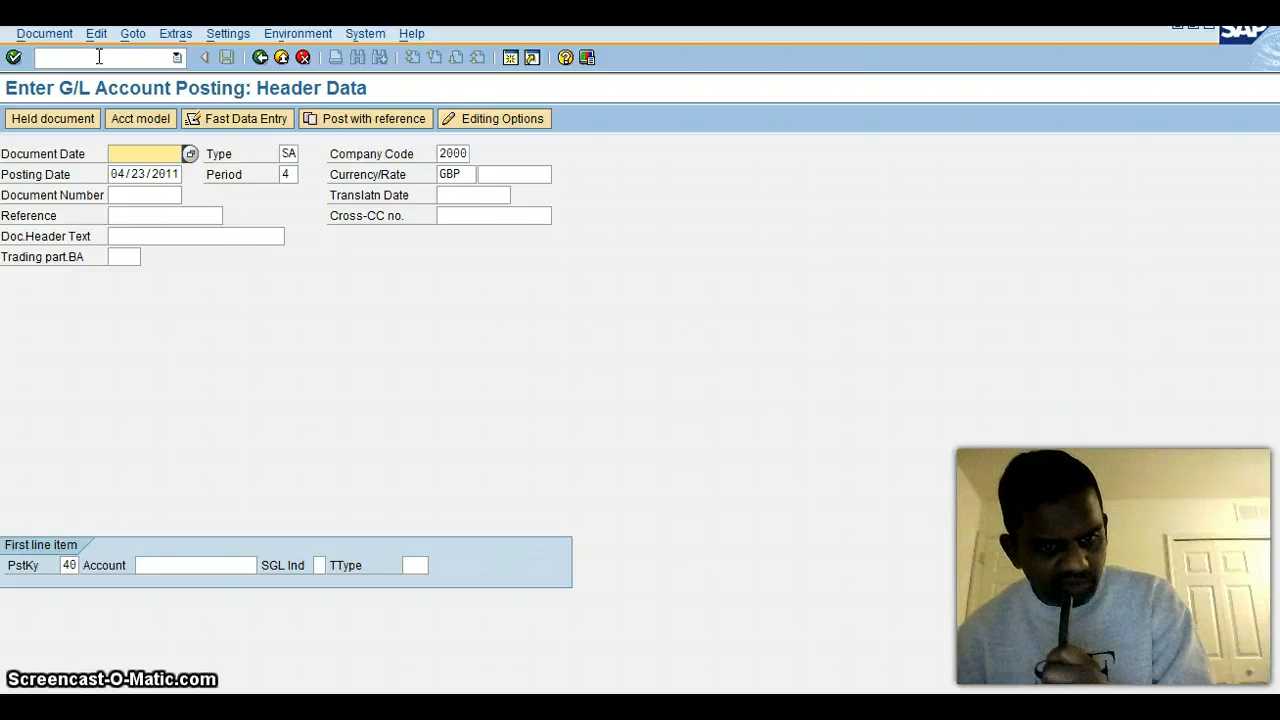 Document Edit Goto Extras Settings Environment System Help
SAP
Enter G/L Account Posting: Header Data
Held document Acct model Fast Data Entry Post with reference Editing Options
Document Date Type SA Company Code 2000
Posting Date 04/23/2011 Period 4 Currency/Rate GBP
Document Number Translatn Date
Reference Cross-CC no.
Doc.Header Text
Trading part.BA
First line item
PstKy 40 Account SGL Ind TType
Screencast-O-Matic.com